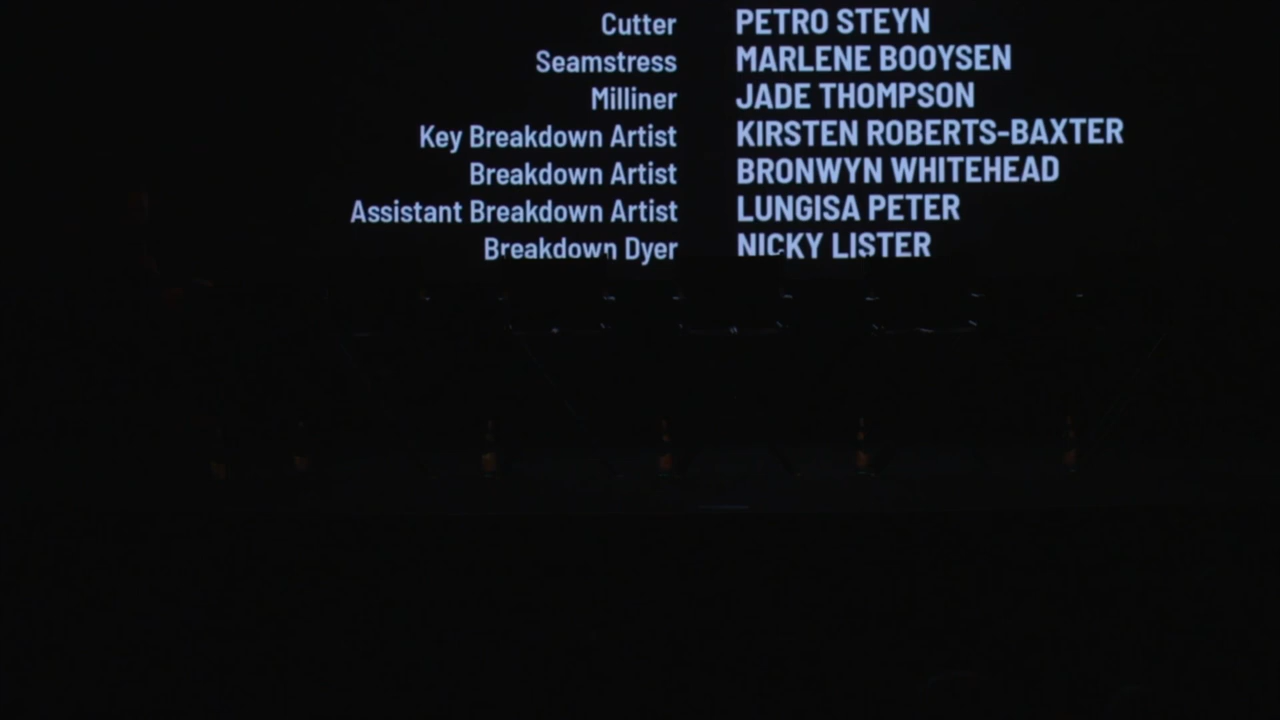 Cutter PETRO STEYN
Seamstress MARLENE BOOYSEN
Milliner JADE THOMPSON
Key Breakdown Artist KIRSTEN ROBERTS-BAXTER
Breakdown Artist BRONWYN WHITEHEAD
Assistant Breakdown Artist LUNGISA PETER
Breakdown Dyer NICKY LISTER